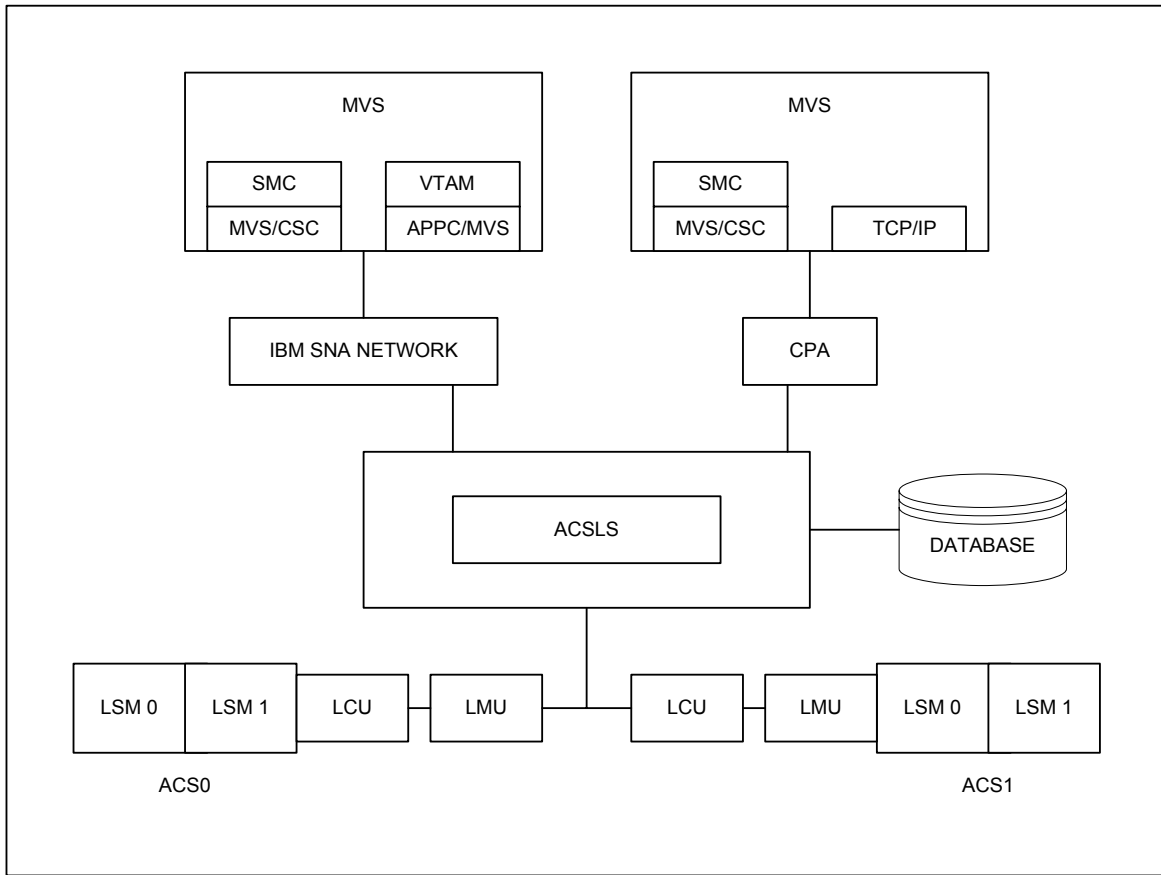 MVS
MVS
SMC
VTAM
SMC
MVS/CSC
APPC/MVS
MVS/CSC
TCP/IP
IBM SNA NETWORK
CPA
ACSLS
DATABASE
LSM 0
LSM 1
LCU
LMU
LCU
LMU
LSM 0
LSM 1
ACS0
ACS1